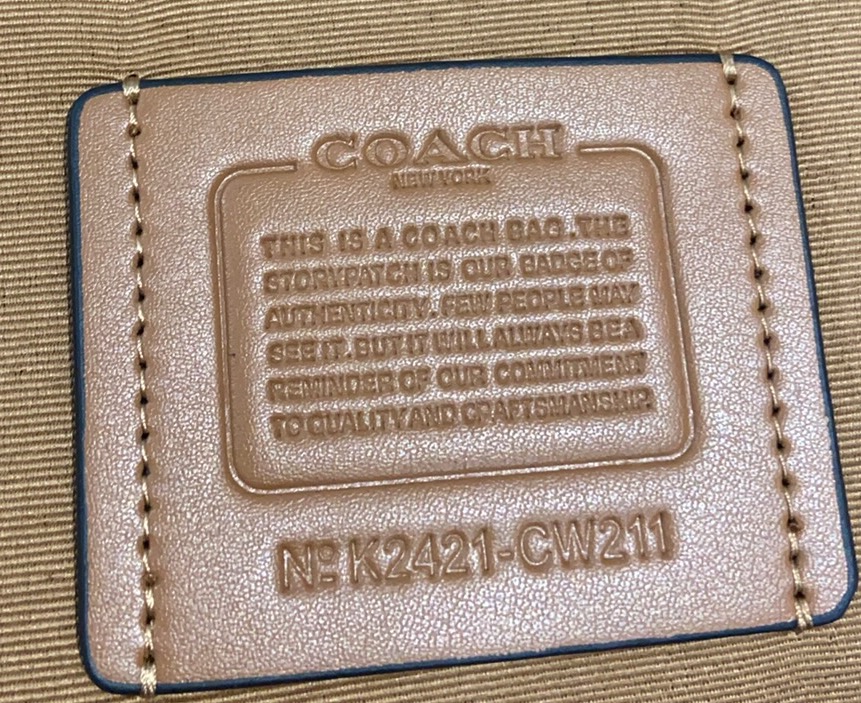 COACH
NEW YORK
THIS IS A COACH BAG. THE
STORYPATCH IS OUR BADGE OF
AUTHENTICITY. FEW PEOPLE MAY
SEE IT. BUT IT WILL ALWAYS BE A
REMINDER OF OUR COMMITMENT
TO QUALITY AND CRAFTSMANSHIP.
Nº K2421-CW211